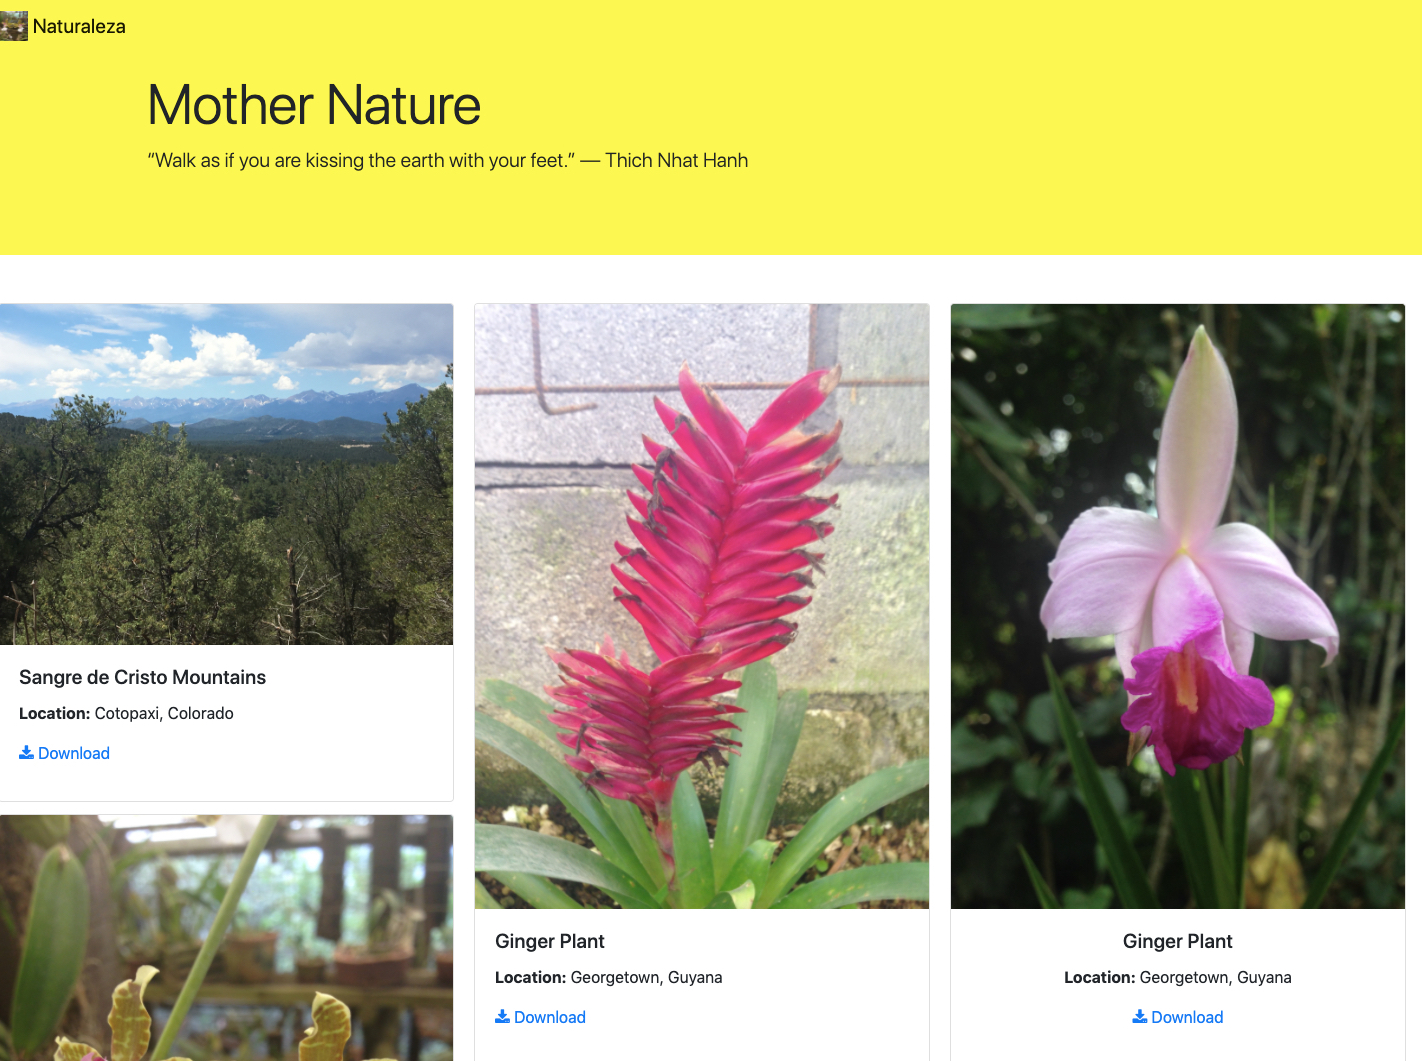 Naturaleza
Mother Nature
“Walk as if you are kissing the earth with your feet.” — Thich Nhat Hanh
Sangre de Cristo Mountains
Location: Cotopaxi, Colorado
Download
Ginger Plant
Location: Georgetown, Guyana
Download
Ginger Plant
Location: Georgetown, Guyana
Download